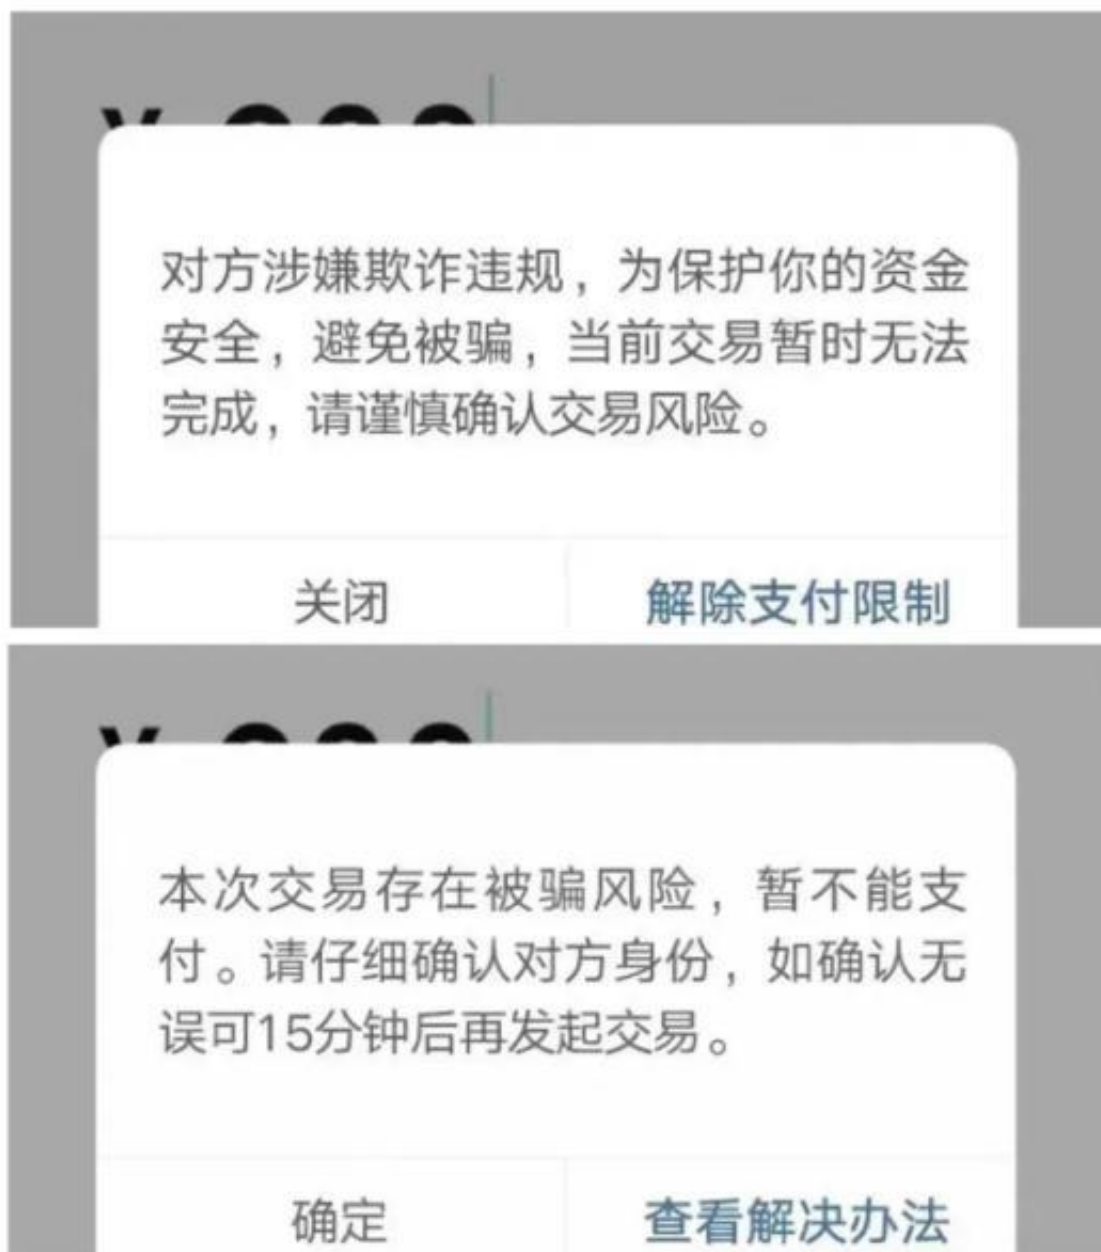 对方涉嫌欺诈违规，为保护你的资金
安全，避免被骗，当前交易暂时无法
完成，请谨慎确认交易风险。
关闭
解除支付限制
本次交易存在被骗风险，暂不能支
付。请仔细确认对方身份，如确认无
误可15分钟后再发起交易。
确定
查看解决办法